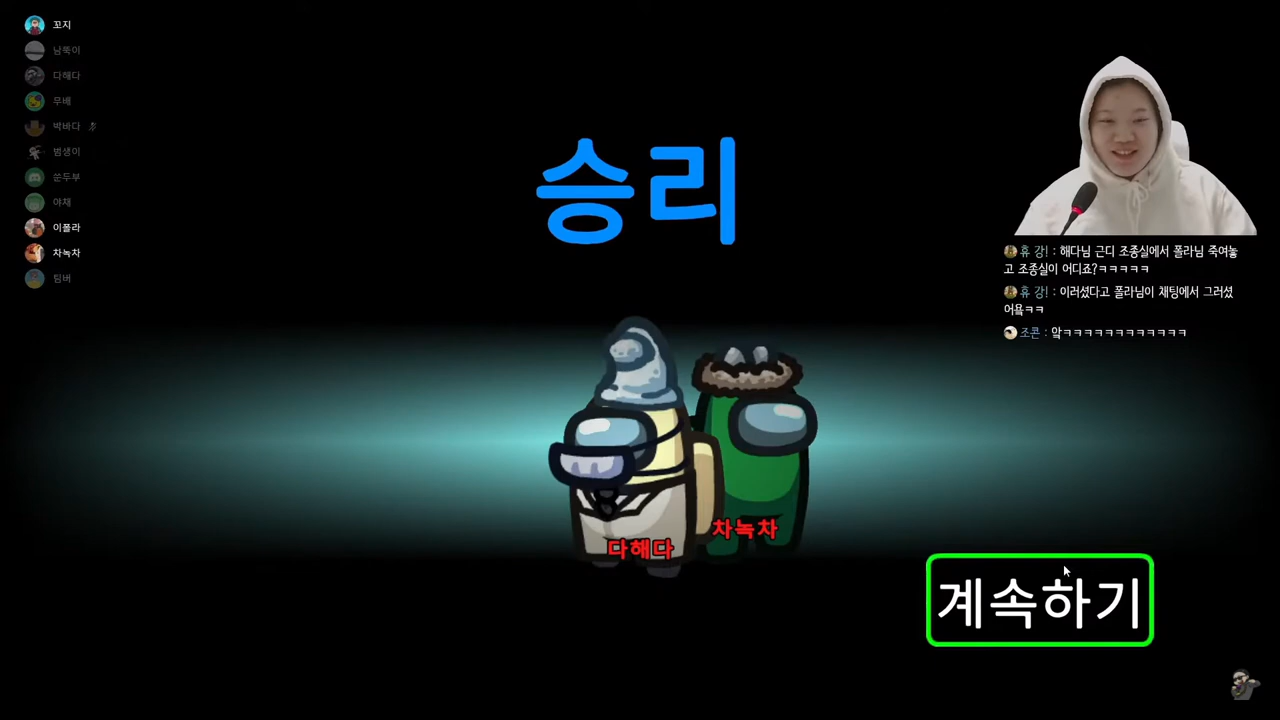 꼬지
남뚝이
다해다
무배
박바다
범생이
쏜두부
야채
이폴라
차녹차
팀버
승리
휴 강! : 해다님 근디 조종실에서 폴라님 죽여놓
고 조종실이 어디죠?ㅋㅋㅋㅋㅋ
휴 강! : 이러셨다고 폴라님이 채팅에서 그러셨
어욬ㅋㅋ
조콘 : 앜ㅋㅋㅋㅋㅋㅋㅋㅋㅋㅋㅋㅋ
다해다
차녹차
계속하기